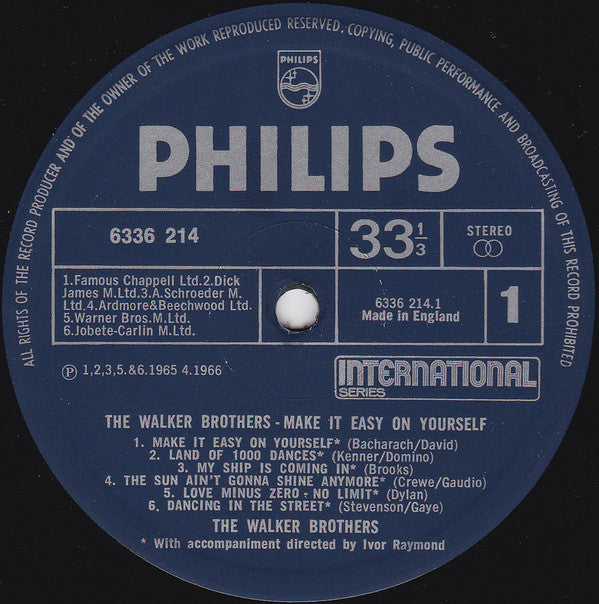 ALL RIGHTS OF THE RECORD PRODUCER AND OF THE OWNER OF THE WORK REPRODUCED RESERVED. COPYING, PUBLIC PERFORMANCE AND BROADCASTING OF THIS RECORD PROHIBITED
PHILIPS
PHILIPS
6336 214
33 1/3
STEREO
1.Famous Chappell Ltd.2.Dick
James M.Ltd.3.A.Schroeder M.
Ltd.4.Ardmore&Beechwood Ltd.
5.Warner Bros.M.Ltd.
6.Jobete-Carlin M.Ltd.
6336 214.1
Made in England
1
℗ 1,2,3,5.&6.1965 4.1966
INTERNATIONAL
SERIES
THE WALKER BROTHERS - MAKE IT EASY ON YOURSELF
1. MAKE IT EASY ON YOURSELF* (Bacharach/David)
2. LAND OF 1000 DANCES* (Kenner/Domino)
3. MY SHIP IS COMING IN* (Brooks)
4. THE SUN AIN'T GONNA SHINE ANYMORE* (Crewe/Gaudio)
5. LOVE MINUS ZERO - NO LIMIT* (Dylan)
6. DANCING IN THE STREET* (Stevenson/Gaye)
THE WALKER BROTHERS
* With accompaniment directed by Ivor Raymond